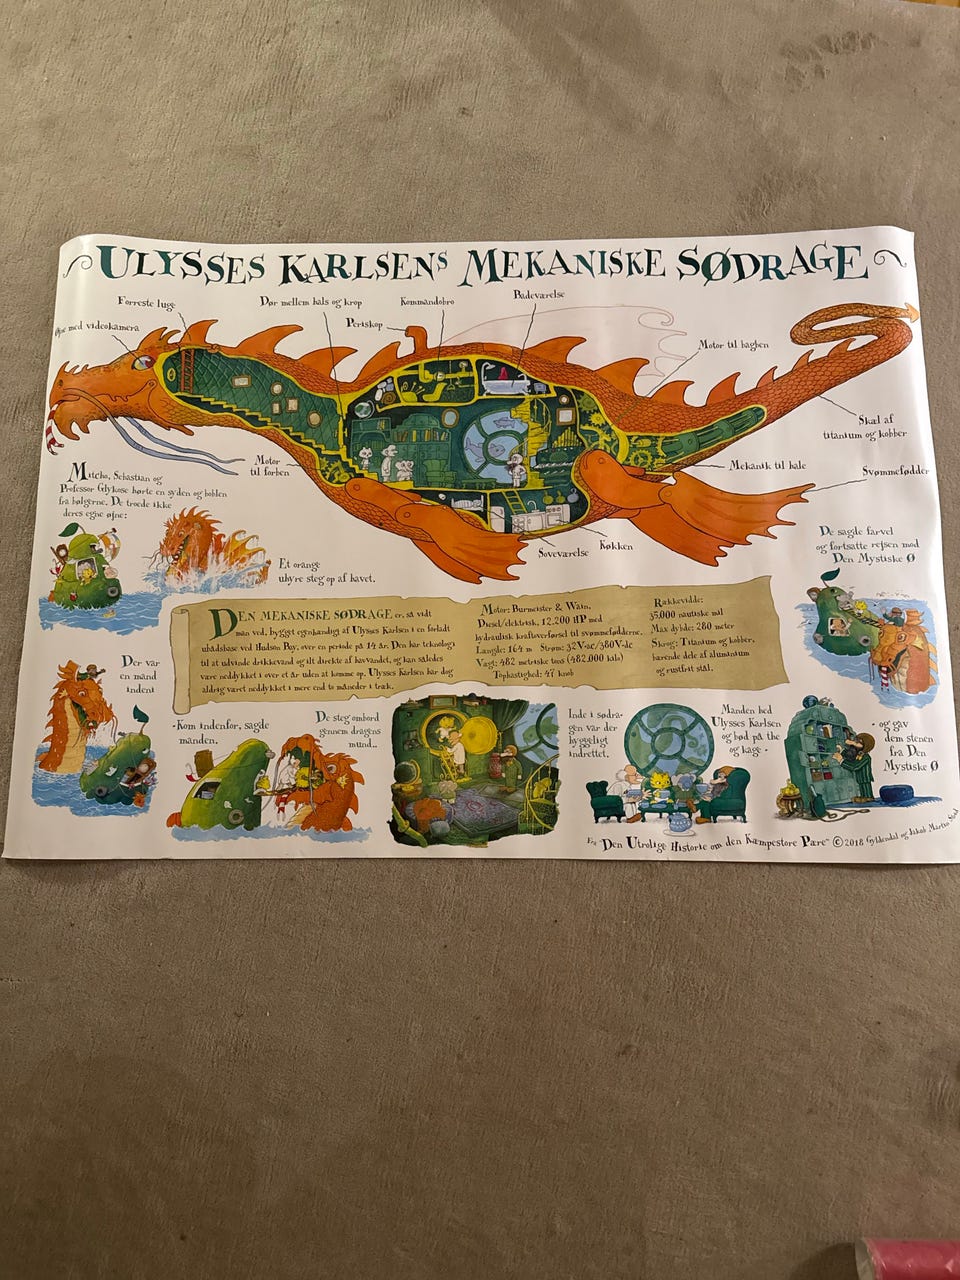 ULYSSES KARLSENS MEKANISKE SØDRAGE
Forreste luge
Dør mellem hals og krop
Kommandobro
Badeværelse
med videokamera
Periskop
Motor til bagben
Skæl af
titanium og kobber
Motor
til forben
Mekanik til hale
Svømmefødder
Soveværelse
Køkken
Mitcho, Sebastian og
Professor Glykose hørte en syden og boblen
fra bølgerne. De troede ikke
deres egne øjne:
Et orange
uhyre steg op af havet.
De sagde farvel
og fortsatte rejsen mod
Den Mystiske Ø
DEN MEKANISKE SØDRAGE er, så vidt
man ved, bygget egenhændigt af Ulysses Karlsen i en forladt
ubådsbase ved Hudson Bay, over en periode på 14 år. Den har teknologi
til at udvinde drikkevand og ilt direkte af havvandet, og kan således
være neddykket i over et år uden at komme op. Ulysses Karlsen har dog
aldrig været neddykket i mere end to måneder i træk.
Motor: Burmeister & Wain,
Diesel/elektrisk, 12.200 HP med
hydraulisk kraftoverførsel til svømmefødderne.
Længde: 164 m Strøm: 32V-ac/380V-dc
Vægt: 482 metriske tons (482.000 kilo)
Tophastighed: 47 knob
Rækkevidde:
35.000 nautiske mil
Max dybde: 280 meter
Skrog: Titanium og kobber,
bærende dele af aluminium
og rustfrit stål.
Der var
en mand
indeni
- Kom indenfor, sagde
manden.
De steg ombord
gennem dragens
mund..
Inde i sødra-
gen var der
hyggeligt
indrettet.
Manden hed
Ulysses Karlsen
og bød på the
og kage -
- og gav
dem stenen
fra Den
Mystiske Ø
Fra "Den Utrolige Historie om den Kæmpestore Pære" © 2018 Gyldendal og Jakob Martin Strid